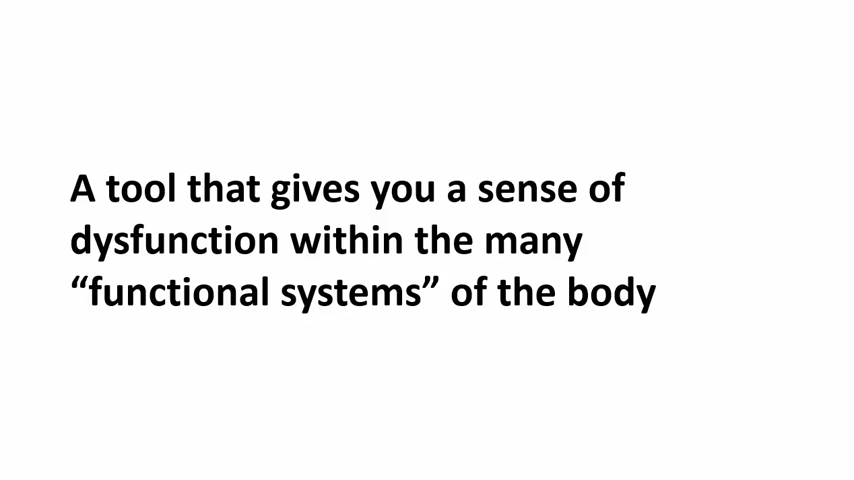 A tool that gives you a sense of
dysfunction within the many
“functional systems” of the body